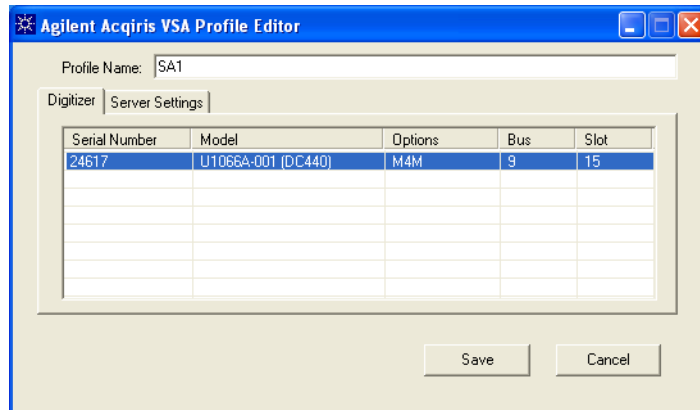 Agilent Acqiris VSA Profile Editor
Profile Name: SA1
Digitizer Server Settings
Serial Number Model Options Bus Slot
24617 U1066A-001 (DC440) M4M 9 15
Save Cancel